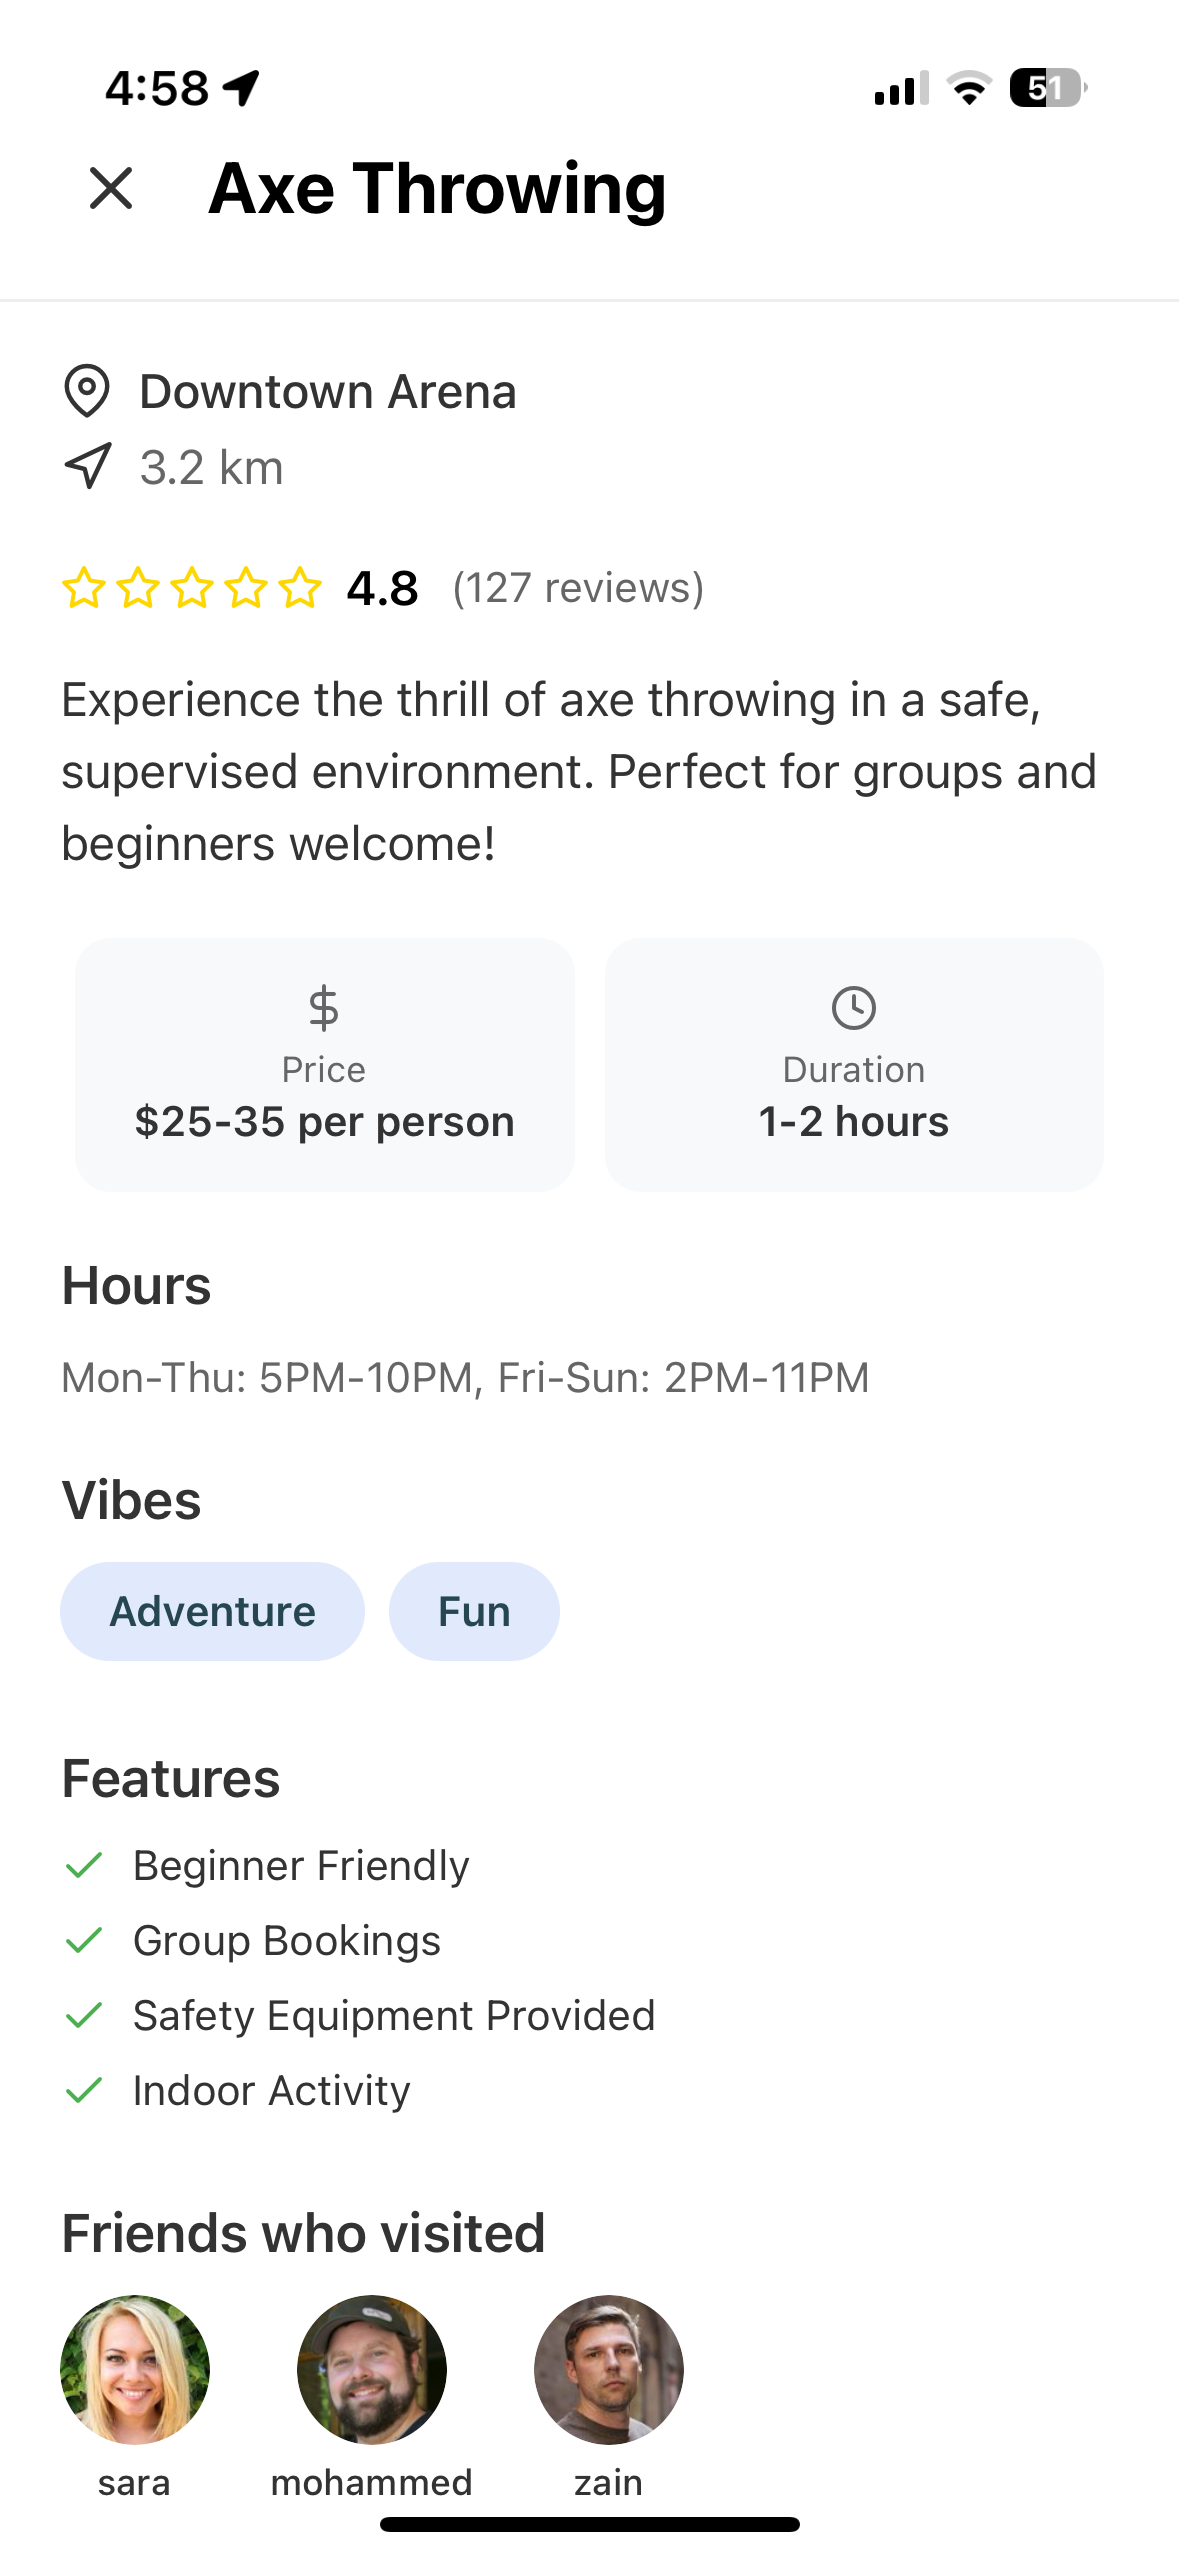 4:58
51
Axe Throwing
Downtown Arena
3.2 km
4.8 (127 reviews)
Experience the thrill of axe throwing in a safe,
supervised environment. Perfect for groups and
beginners welcome!
Price
$25-35 per person
Duration
1-2 hours
Hours
Mon-Thu: 5PM-10PM, Fri-Sun: 2PM-11PM
Vibes
Adventure
Fun
Features
Beginner Friendly
Group Bookings
Safety Equipment Provided
Indoor Activity
Friends who visited
sara
mohammed
zain